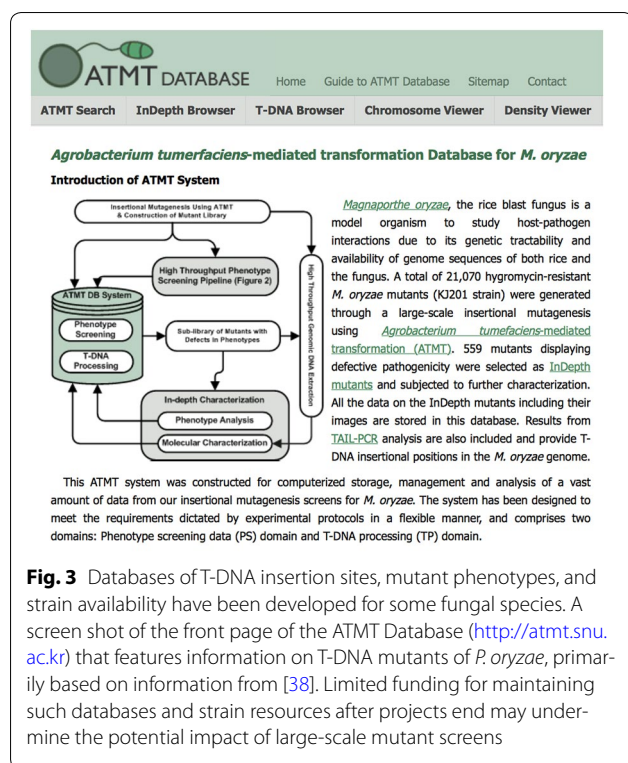 ATMT DATABASE
Home Guide to ATMT Database Sitemap Contact
ATMT Search InDepth Browser T-DNA Browser Chromosome Viewer Density Viewer
Agrobacterium tumerfaciens-mediated transformation Database for M. oryzae
Introduction of ATMT System
Insertional Mutagenesis Using ATMT
& Construction of Mutant Library
High Throughput Phenotype
Screening Pipeline (Figure 2)
ATMT DB System
Phenotype
Screening
T-DNA
Processing
Sub-library of Mutants with
Defects in Phenotypes
High Throughput Genomic DNA Extraction
In-depth Characterization
Phenotype Analysis
Molecular Characterization
Magnaporthe oryzae, the rice blast fungus is a
model organism to study host-pathogen
interactions due to its genetic tractability and
availability of genome sequences of both rice and
the fungus. A total of 21,070 hygromycin-resistant
M. oryzae mutants (KJ201 strain) were generated
through a large-scale insertional mutagenesis
using Agrobacterium tumefaciens-mediated
transformation (ATMT). 559 mutants displaying
defective pathogenicity were selected as InDepth
mutants and subjected to further characterization.
All the data on the InDepth mutants including their
images are stored in this database. Results from
TAIL-PCR analysis are also included and provide T-
DNA insertional positions in the M. oryzae genome.
This ATMT system was constructed for computerized storage, management and analysis of a vast
amount of data from our insertional mutagenesis screens for M. oryzae. The system has been designed to
meet the requirements dictated by experimental protocols in a flexible manner, and comprises two
domains: Phenotype screening data (PS) domain and T-DNA processing (TP) domain.
Fig. 3 Databases of T-DNA insertion sites, mutant phenotypes, and
strain availability have been developed for some fungal species. A
screen shot of the front page of the ATMT Database (http://atmt.snu.
ac.kr) that features information on T-DNA mutants of P. oryzae, primar-
ily based on information from [38]. Limited funding for maintaining
such databases and strain resources after projects end may under-
mine the potential impact of large-scale mutant screens